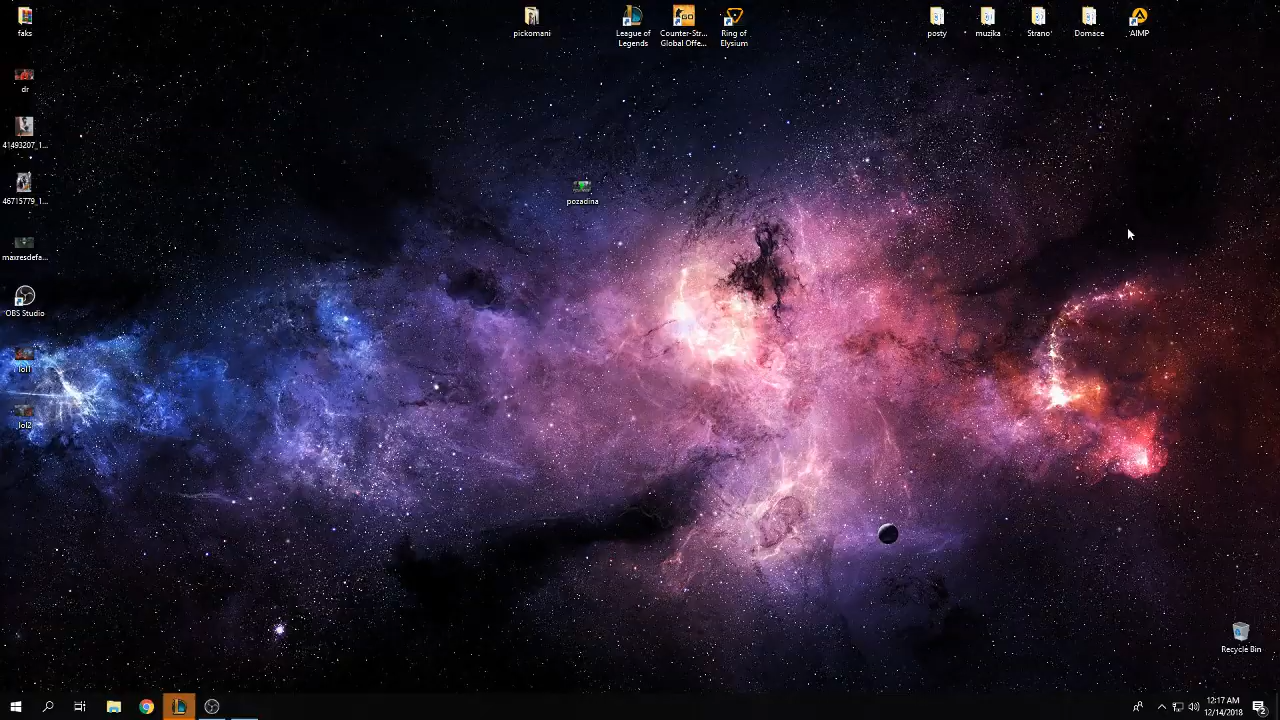 faks
pickomani
League of
Legends
Counter-Str...
Global Offe...
Ring of
Elysium
posty
muzika
Strano
Domace
AIMP
dr
41493207_1...
pozadina
46715779_1...
maxresdefa...
OBS Studio
lol1
lol2
Recycle Bin
12:17 AM
12/14/2018
2